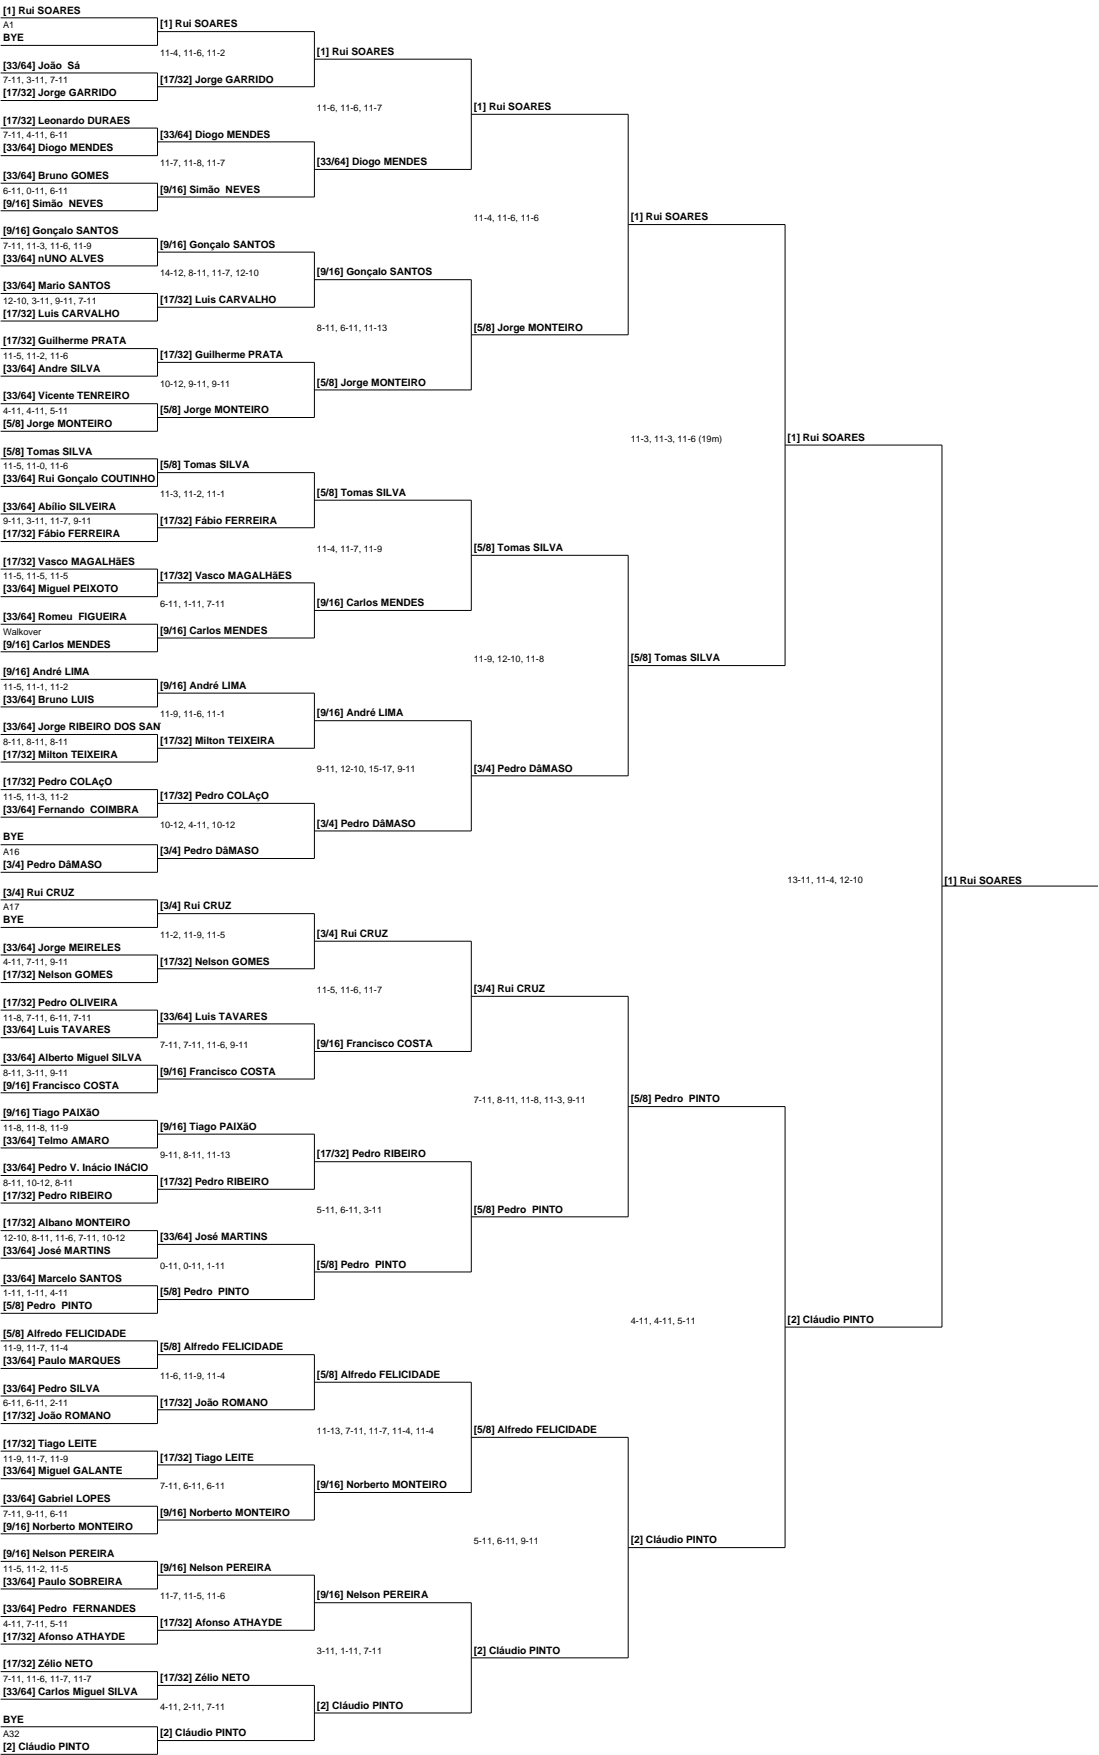 [1] Rui SOARES
A1
[1] Rui SOARES
BYE
11-4, 11-6, 11-2
[1] Rui SOARES
[33/64] João  Sá
7-11, 3-11, 7-11
[17/32] Jorge GARRIDO
[17/32] Jorge GARRIDO
11-6, 11-6, 11-7
[1] Rui SOARES
[17/32] Leonardo DURAES
7-11, 4-11, 6-11
[33/64] Diogo MENDES
[33/64] Diogo MENDES
11-7, 11-8, 11-7
[33/64] Diogo MENDES
[33/64] Bruno GOMES
6-11, 0-11, 6-11
[9/16] Simão  NEVES
[9/16] Simão  NEVES
11-4, 11-6, 11-6
[1] Rui SOARES
[9/16] Gonçalo SANTOS
7-11, 11-3, 11-6, 11-9
[9/16] Gonçalo SANTOS
[33/64] nUNO ALVES
14-12, 8-11, 11-7, 12-10
[9/16] Gonçalo SANTOS
[33/64] Mario SANTOS
12-10, 3-11, 9-11, 7-11
[17/32] Luis CARVALHO
[17/32] Luis CARVALHO
8-11, 6-11, 11-13
[5/8] Jorge MONTEIRO
[17/32] Guilherme PRATA
11-5, 11-2, 11-6
[17/32] Guilherme PRATA
[33/64] Andre SILVA
10-12, 9-11, 9-11
[5/8] Jorge MONTEIRO
[33/64] Vicente TENREIRO
4-11, 4-11, 5-11
[5/8] Jorge MONTEIRO
[5/8] Jorge MONTEIRO
11-3, 11-3, 11-6 (19m)
[1] Rui SOARES
[5/8] Tomas SILVA
11-5, 11-0, 11-6
[5/8] Tomas SILVA
[33/64] Rui Gonçalo COUTINHO
11-3, 11-2, 11-1
[5/8] Tomas SILVA
[33/64] Abílio SILVEIRA
9-11, 3-11, 11-7, 9-11
[17/32] Fábio FERREIRA
[17/32] Fábio FERREIRA
11-4, 11-7, 11-9
[5/8] Tomas SILVA
[17/32] Vasco MAGALHãES
11-5, 11-5, 11-5
[17/32] Vasco MAGALHãES
[33/64] Miguel PEIXOTO
6-11, 1-11, 7-11
[9/16] Carlos MENDES
[33/64] Romeu  FIGUEIRA
Walkover
[9/16] Carlos MENDES
[9/16] Carlos MENDES
11-9, 12-10, 11-8
[5/8] Tomas SILVA
[9/16] André LIMA
11-5, 11-1, 11-2
[9/16] André LIMA
[33/64] Bruno LUIS
11-9, 11-6, 11-1
[9/16] André LIMA
[33/64] Jorge RIBEIRO DOS SAN
8-11, 8-11, 8-11
[17/32] Milton TEIXEIRA
[17/32] Milton TEIXEIRA
9-11, 12-10, 15-17, 9-11
[3/4] Pedro DâMASO
[17/32] Pedro COLAçO
11-5, 11-3, 11-2
[17/32] Pedro COLAçO
[33/64] Fernando  COIMBRA
10-12, 4-11, 10-12
[3/4] Pedro DâMASO
BYE
A16
[3/4] Pedro DâMASO
[3/4] Pedro DâMASO
13-11, 11-4, 12-10
[1] Rui SOARES
[3/4] Rui CRUZ
A17
[3/4] Rui CRUZ
BYE
11-2, 11-9, 11-5
[3/4] Rui CRUZ
[33/64] Jorge MEIRELES
4-11, 7-11, 9-11
[17/32] Nelson GOMES
[17/32] Nelson GOMES
11-5, 11-6, 11-7
[3/4] Rui CRUZ
[17/32] Pedro OLIVEIRA
11-8, 7-11, 6-11, 7-11
[33/64] Luis TAVARES
[33/64] Luis TAVARES
7-11, 7-11, 11-6, 9-11
[9/16] Francisco COSTA
[33/64] Alberto Miguel SILVA
8-11, 3-11, 9-11
[9/16] Francisco COSTA
[9/16] Francisco COSTA
7-11, 8-11, 11-8, 11-3, 9-11
[5/8] Pedro  PINTO
[9/16] Tiago PAIXãO
11-8, 11-8, 11-9
[9/16] Tiago PAIXãO
[33/64] Telmo AMARO
9-11, 8-11, 11-13
[17/32] Pedro RIBEIRO
[33/64] Pedro V. Inácio INáCIO
8-11, 10-12, 8-11
[17/32] Pedro RIBEIRO
[17/32] Pedro RIBEIRO
5-11, 6-11, 3-11
[5/8] Pedro  PINTO
[17/32] Albano MONTEIRO
12-10, 8-11, 11-6, 7-11, 10-12
[33/64] José MARTINS
[33/64] José MARTINS
0-11, 0-11, 1-11
[5/8] Pedro  PINTO
[33/64] Marcelo SANTOS
1-11, 1-11, 4-11
[5/8] Pedro  PINTO
[5/8] Pedro  PINTO
4-11, 4-11, 5-11
[2] Cláudio PINTO
[5/8] Alfredo FELICIDADE
11-9, 11-7, 11-4
[5/8] Alfredo FELICIDADE
[33/64] Paulo MARQUES
11-6, 11-9, 11-4
[5/8] Alfredo FELICIDADE
[33/64] Pedro SILVA
6-11, 6-11, 2-11
[17/32] João ROMANO
[17/32] João ROMANO
11-13, 7-11, 11-7, 11-4, 11-4
[5/8] Alfredo FELICIDADE
[17/32] Tiago LEITE
11-9, 11-7, 11-9
[17/32] Tiago LEITE
[33/64] Miguel GALANTE
7-11, 6-11, 6-11
[9/16] Norberto MONTEIRO
[33/64] Gabriel LOPES
7-11, 9-11, 6-11
[9/16] Norberto MONTEIRO
[9/16] Norberto MONTEIRO
5-11, 6-11, 9-11
[2] Cláudio PINTO
[9/16] Nelson PEREIRA
11-5, 11-2, 11-5
[9/16] Nelson PEREIRA
[33/64] Paulo SOBREIRA
11-7, 11-5, 11-6
[9/16] Nelson PEREIRA
[33/64] Pedro  FERNANDES
4-11, 7-11, 5-11
[17/32] Afonso ATHAYDE
[17/32] Afonso ATHAYDE
3-11, 1-11, 7-11
[2] Cláudio PINTO
[17/32] Zélio NETO
7-11, 11-6, 11-7, 11-7
[17/32] Zélio NETO
[33/64] Carlos Miguel SILVA
4-11, 2-11, 7-11
[2] Cláudio PINTO
BYE
A32
[2] Cláudio PINTO
[2] Cláudio PINTO